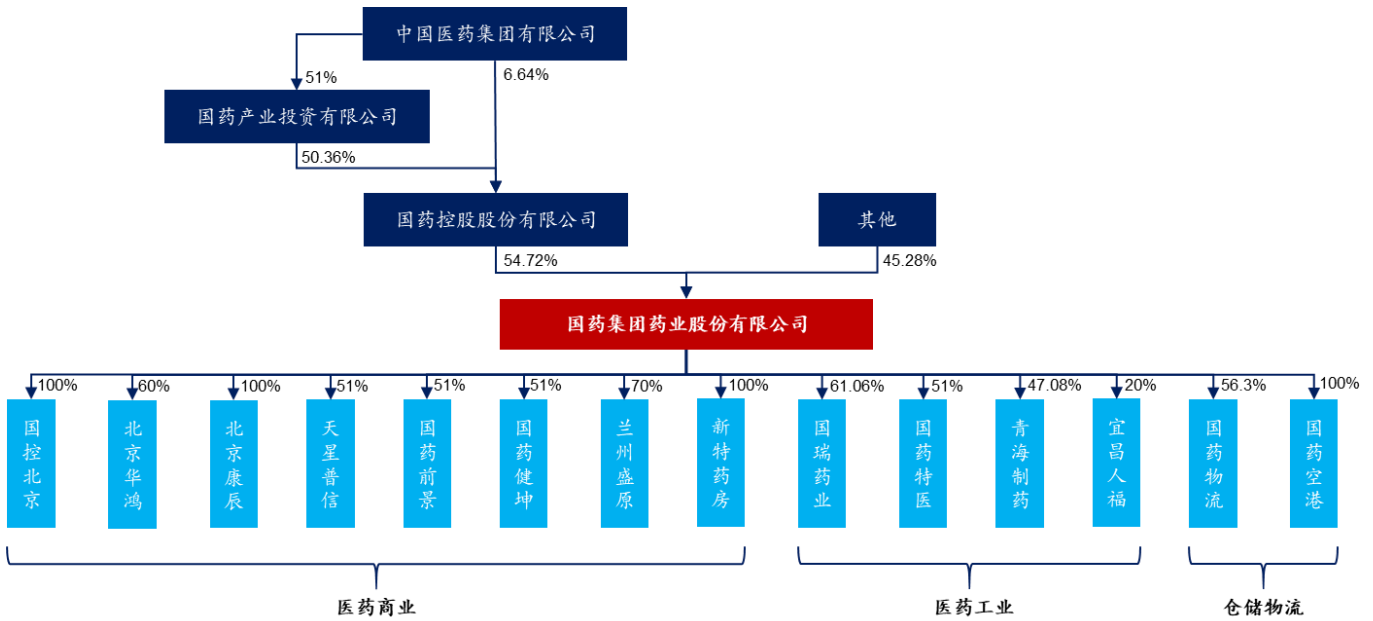 中国医药集团有限公司
51%
6.64%
国药产业投资有限公司
50.36%
国药控股股份有限公司
其他
54.72%
45.28%
国药集团药业股份有限公司
100%
60%
100%
51%
51%
51%
70%
100%
61.06%
51%
47.08%
20%
56.3%
100%
国控北京
北京华鸿
北京康辰
天星普信
国药前景
国药健坤
兰州盛原
新特药房
国瑞药业
国药特医
青海制药
宜昌人福
国药物流
国药空港
医药商业
医药工业
仓储物流